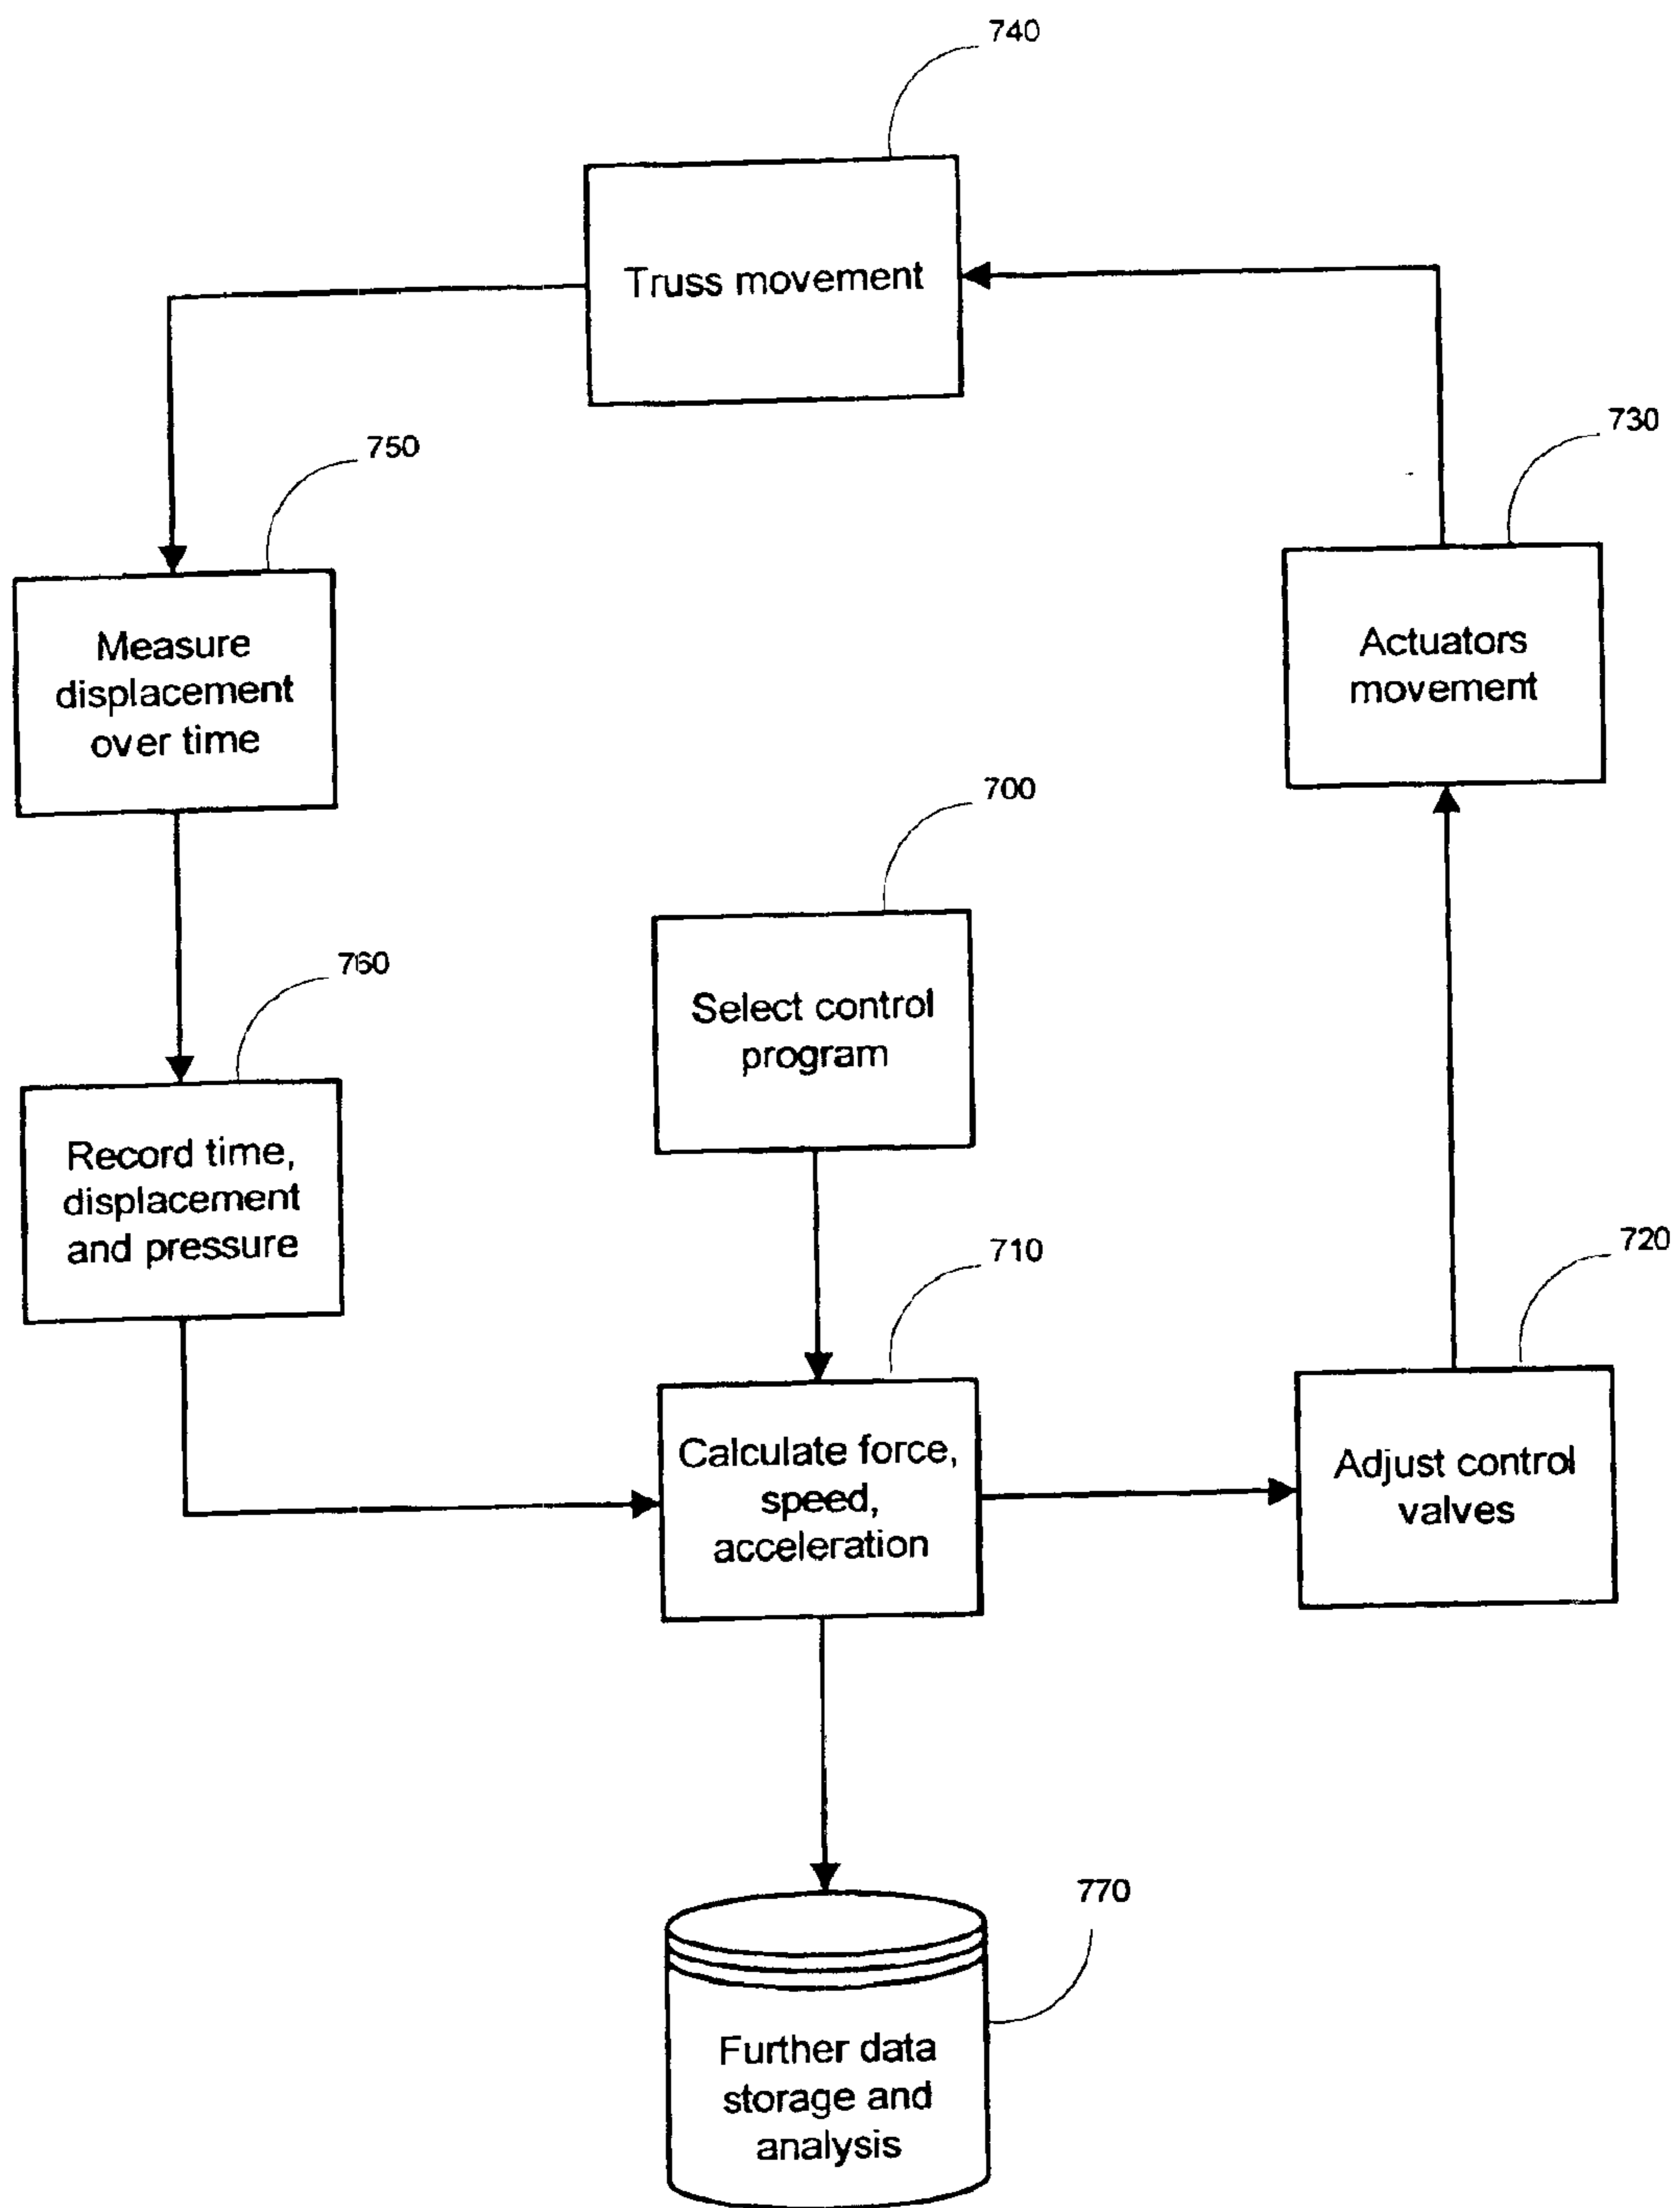 740
Truss movement
730
750
Measure
displacement
over time
Actuators
movement
700
760
Select control
program
Record time,
displacement
and pressure
710
720
Calculate force,
speed,
acceleration
Adjust control
valves
770
Further data
storage and
analysis